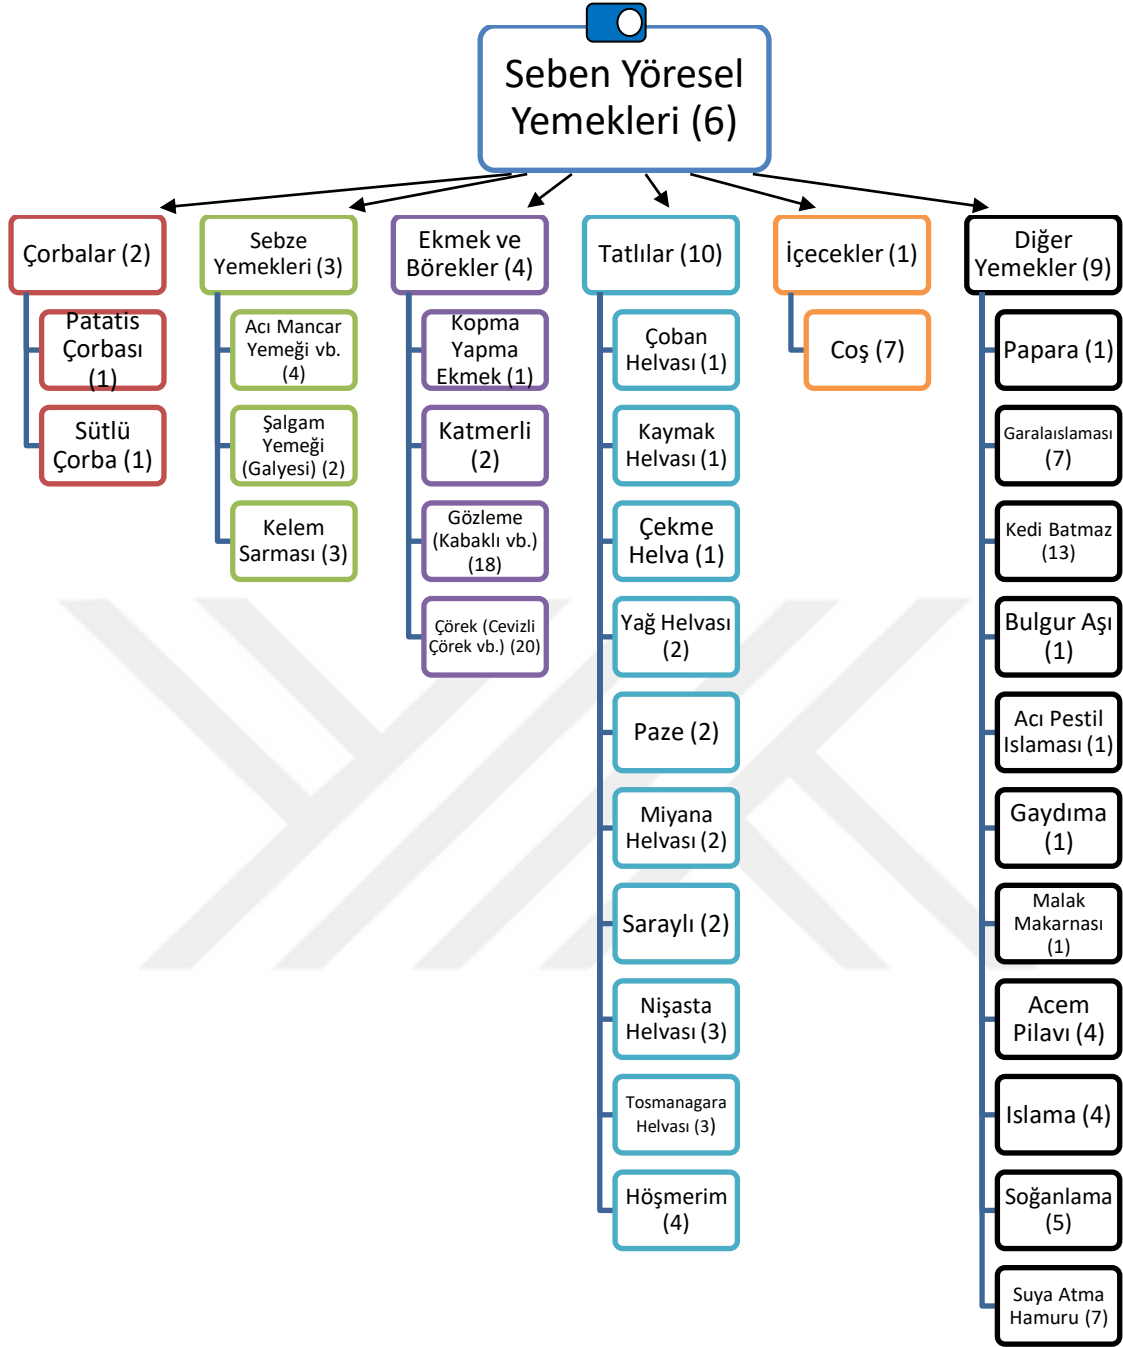 Seben Yöresel
Yemekleri (6)
Çorbalar (2)
Patatis
Çorbası
(1)
Sütlü
Çorba (1)
Sebze
Yemekleri (3)
Acı Mancar
Yemeği vb.
(4)
Şalgam
Yemeği
(Galyesi) (2)
Kelem
Sarması (3)
Ekmek ve
Börekler (4)
Kopma
Yapma
Ekmek (1)
Katmerli
(2)
Gözleme
(Kabaklı vb.)
(18)
Çörek (Cevizli
Çörek vb.) (20)
Tatlılar (10)
Çoban
Helvası (1)
Kaymak
Helvası (1)
Çekme
Helva (1)
Yağ Helvası
(2)
Paze (2)
Miyana
Helvası (2)
Saraylı (2)
Nişasta
Helvası (3)
Tosmanagara
Helvası (3)
Höşmerim
(4)
İçecekler (1)
Coş (7)
Diğer
Yemekler (9)
Papara (1)
Garalaıslaması
(7)
Kedi Batmaz
(13)
Bulgur Aşı
(1)
Acı Pestil
Islaması (1)
Gaydıma
(1)
Malak
Makarnası
(1)
Acem
Pilavı (4)
Islama (4)
Soğanlama
(5)
Suya Atma
Hamuru (7)